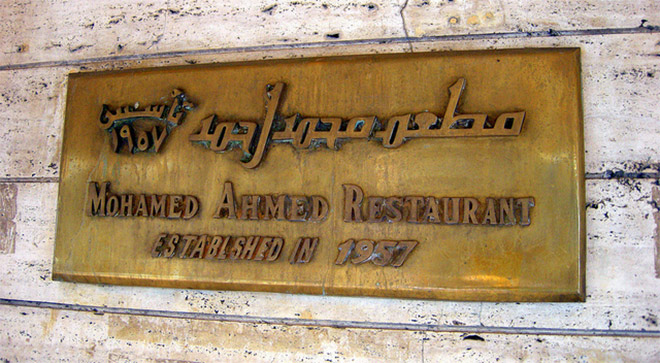 مطعم محمد احمد
تأسس
١٩٥٧
MOHAMED AHMED RESTAURANT
ESTABLSHED IN 1957